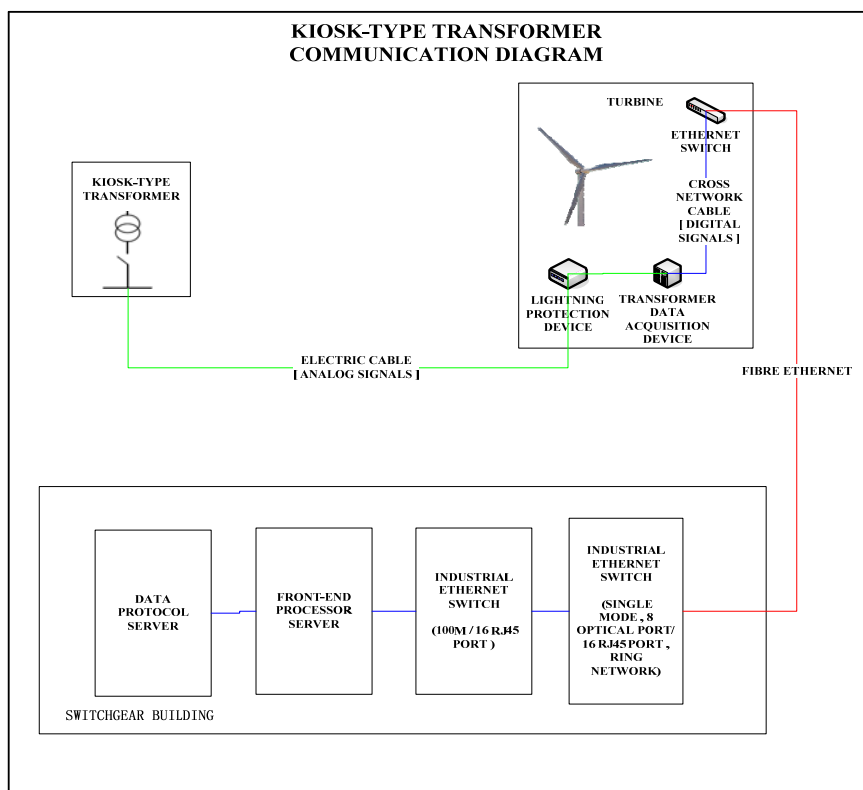 KIOSK-TYPE TRANSFORMER
COMMUNICATION DIAGRAM
TURBINE
ETHERNET
SWITCH
KIOSK-TYPE
TRANSFORMER
CROSS
NETWORK
CABLE
[ DIGITAL
SIGNALS ]
LIGHTNING
PROTECTION
DEVICE
TRANSFORMER
DATA
ACQUISITION
DEVICE
ELECTRIC CABLE
[ ANALOG SIGNALS ]
FIBRE ETHERNET
DATA
PROTOCOL
SERVER
FRONT-END
PROCESSOR
SERVER
INDUSTRIAL
ETHERNET
SWITCH
(100M / 16 RJ45
PORT )
INDUSTRIAL
ETHERNET
SWITCH
(SINGLE
MODE , 8
OPTICAL PORT/
16 RJ45 PORT ,
RING
NETWORK)
SWITCHGEAR BUILDING